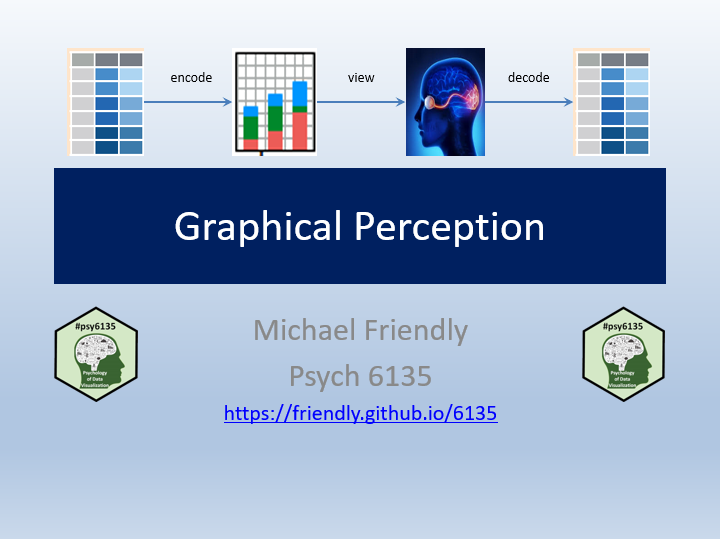 encode
view
decode
Graphical Perception
#psy6135
Psychology
of Data
Visualization
Michael Friendly
Psych 6135
https://friendly.github.io/6135
#psy6135
Psychology
of Data
Visualization